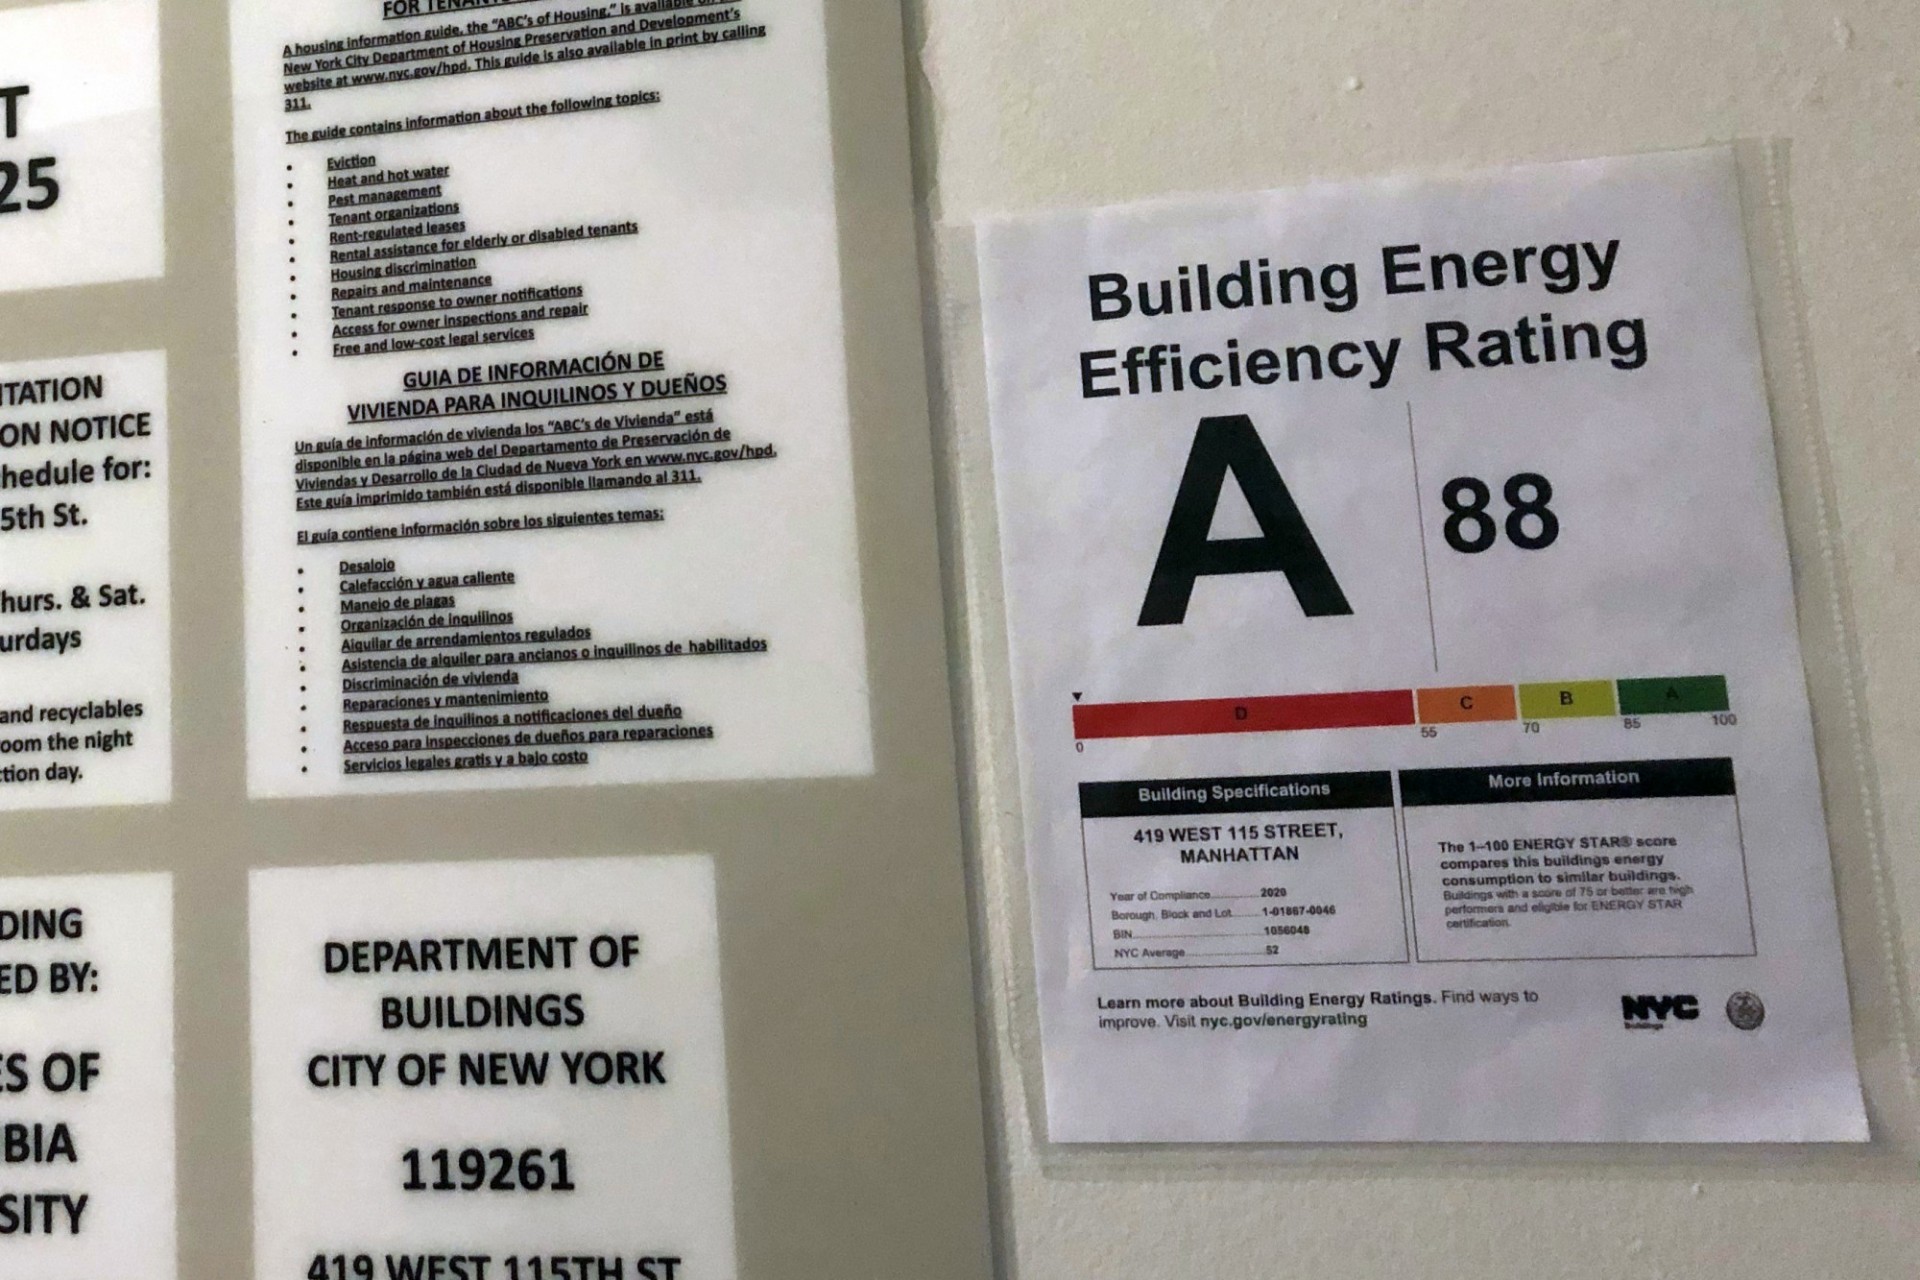 T
25
ITATION
ON NOTICE
hedule for:
5th St.
hurs. & Sat.
urdays
and recyclables
oom the night
tion day.
DING
ED BY:
ES OF
BIA
SITY
FOR TENANTS
A housing information guide, the “ABC’s of Housing,” is available on
New York City Department of Housing Preservation and Development’s
website at www.nyc.gov/hpd. This guide is also available in print by calling
311.
The guide contains information about the following topics:
• Eviction
• Heat and hot water
• Pest management
• Tenant organizations
• Rent-regulated leases
• Rental assistance for elderly or disabled tenants
• Housing discrimination
• Repairs and maintenance
• Tenant response to owner notifications
• Access for owner inspections and repair
• Free and low-cost legal services
GUIA DE INFORMACIÓN DE
VIVIENDA PARA INQUILINOS Y DUEÑOS
Un guía de información de vivienda los “ABC’s de Vivienda” está
disponible en la página web del Departamento de Preservación de
Viviendas y Desarrollo de la Ciudad de Nueva York en www.nyc.gov/hpd.
Este guía imprimido también está disponible llamando al 311.
El guía contiene información sobre los siguientes temas:
• Desalojo
• Calefacción y agua caliente
• Manejo de plagas
• Organización de inquilinos
• Alquilar de arrendamientos regulados
• Asistencia de alquiler para ancianos o inquilinos de habilitados
• Discriminación de vivienda
• Reparaciones y mantenimiento
• Respuesta de inquilinos a notificaciones del dueño
• Acceso para inspecciones de dueños para reparaciones
• Servicios legales gratis y a bajo costo
DEPARTMENT OF
BUILDINGS
CITY OF NEW YORK
119261
419 WEST 115TH ST
Building Energy
Efficiency Rating
A 88
D C B A
0 55 70 85 100
Building Specifications
419 WEST 115 STREET,
MANHATTAN
Year of Compliance..............2020
Borough, Block and Lot........1-01867-0046
BIN..............1056048
NYC Average..............52
More Information
The 1–100 ENERGY STAR® score
compares this buildings energy
consumption to similar buildings.
Buildings with a score of 75 or better are high
performers and eligible for ENERGY STAR
certification.
Learn more about Building Energy Ratings. Find ways to
improve. Visit nyc.gov/energyrating
NYC
Buildings